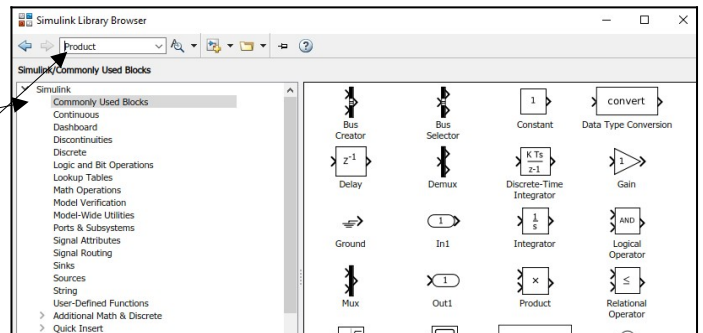 Simulink Library Browser
Product
Simulink/Commonly Used Blocks
Simulink
Commonly Used Blocks
Continuous
Dashboard
Discontinuities
Discrete
Logic and Bit Operations
Lookup Tables
Math Operations
Model Verification
Model-Wide Utilities
Ports & Subsystems
Signal Attributes
Signal Routing
Sinks
Sources
String
User-Defined Functions
Additional Math & Discrete
Quick Insert
1
convert
Bus Creator
Bus Selector
Constant
Data Type Conversion
z-1
K Ts
z-1
1
Delay
Demux
Discrete-Time Integrator
Gain
1
1
s
AND
Ground
In1
Integrator
Logical Operator
1
×
≤
Mux
Out1
Product
Relational Operator